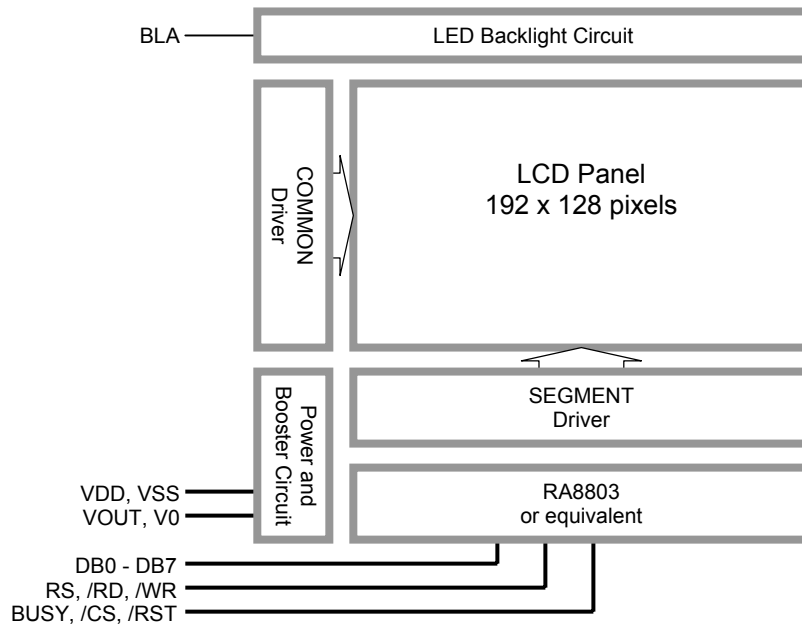 BLA
LED Backlight Circuit
COMMON
Driver
LCD Panel
192 x 128 pixels
Power and
Booster Circuit
SEGMENT
Driver
VDD, VSS
VOUT, V0
RA8803
or equivalent
DB0 - DB7
RS, /RD, /WR
BUSY, /CS, /RST